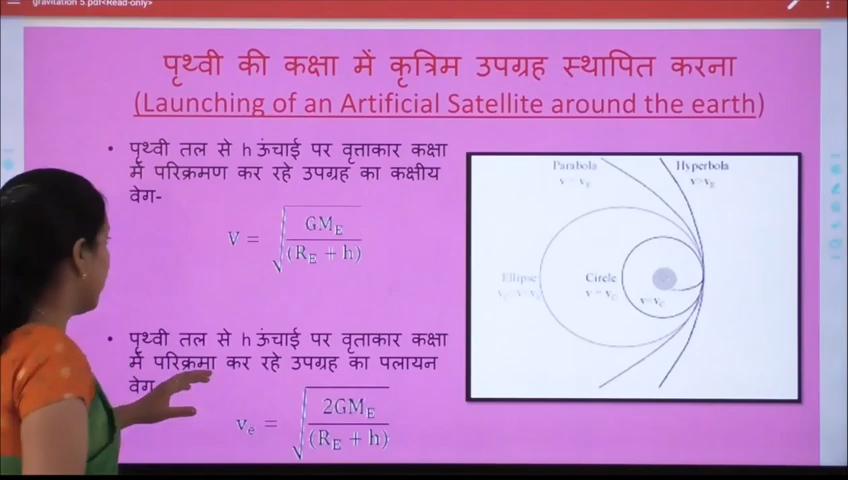 gravitation 5.pdf<Read-only>
पृथ्वी की कक्षा में कृत्रिम उपग्रह स्थापित करना
(Launching of an Artificial Satellite around the earth)
• पृथ्वी तल से h ऊंचाई पर वृत्ताकार कक्षा
में परिक्रमण कर रहे उपग्रह का कक्षीय
वेग-
V = √(GM_E / (R_E + h))
• पृथ्वी तल से h ऊंचाई पर वृताकार कक्षा
में परिक्रमा कर रहे उपग्रह का पलायन
वेग
v_e = √(2GM_E / (R_E + h))
Parabola
v = v_E
Hyperbola
v>v_E
Ellipse
Circle
v = v_C
v<v_C